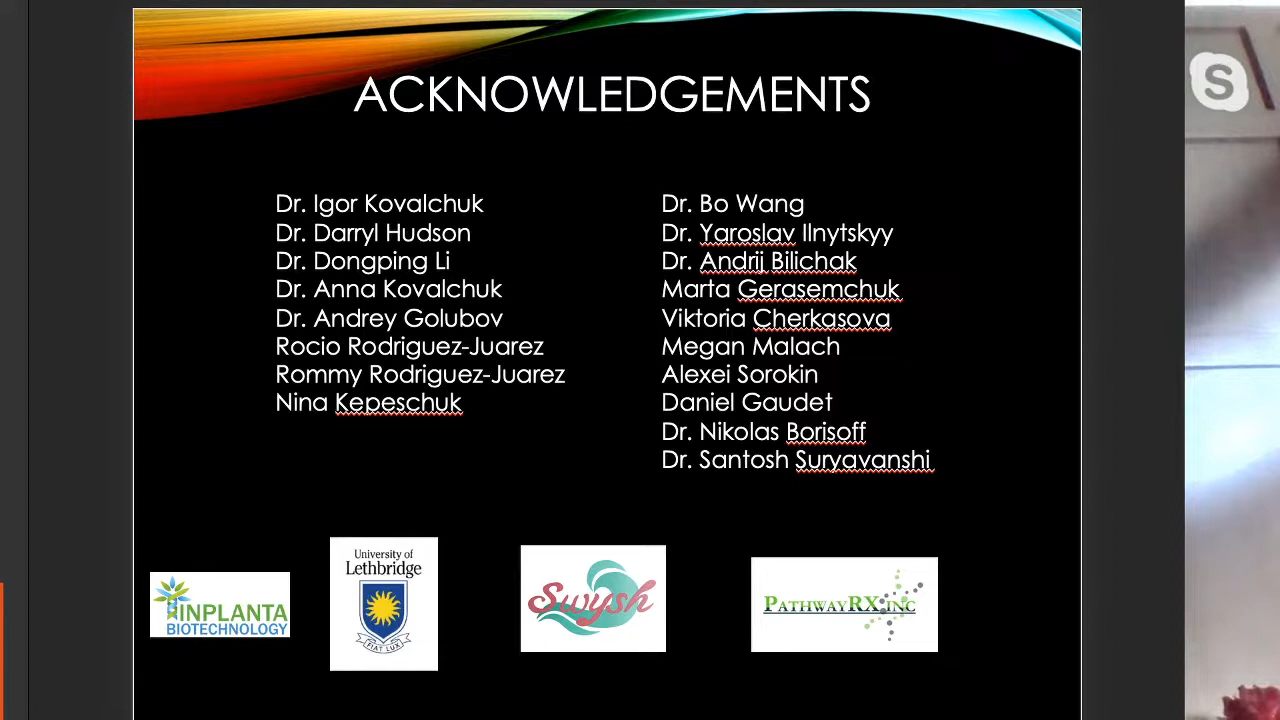 ACKNOWLEDGEMENTS
Dr. Igor Kovalchuk
Dr. Darryl Hudson
Dr. Dongping Li
Dr. Anna Kovalchuk
Dr. Andrey Golubov
Rocio Rodriguez-Juarez
Rommy Rodriguez-Juarez
Nina Kepeschuk
Dr. Bo Wang
Dr. Yaroslav Ilnytskyy
Dr. Andrij Bilichak
Marta Gerasemchuk
Viktoria Cherkasova
Megan Malach
Alexei Sorokin
Daniel Gaudet
Dr. Nikolas Borisoff
Dr. Santosh Suryavanshi
INPLANTA
BIOTECHNOLOGY
University of
Lethbridge
FIAT LUX
Swysh
PATHWAYRX INC
S